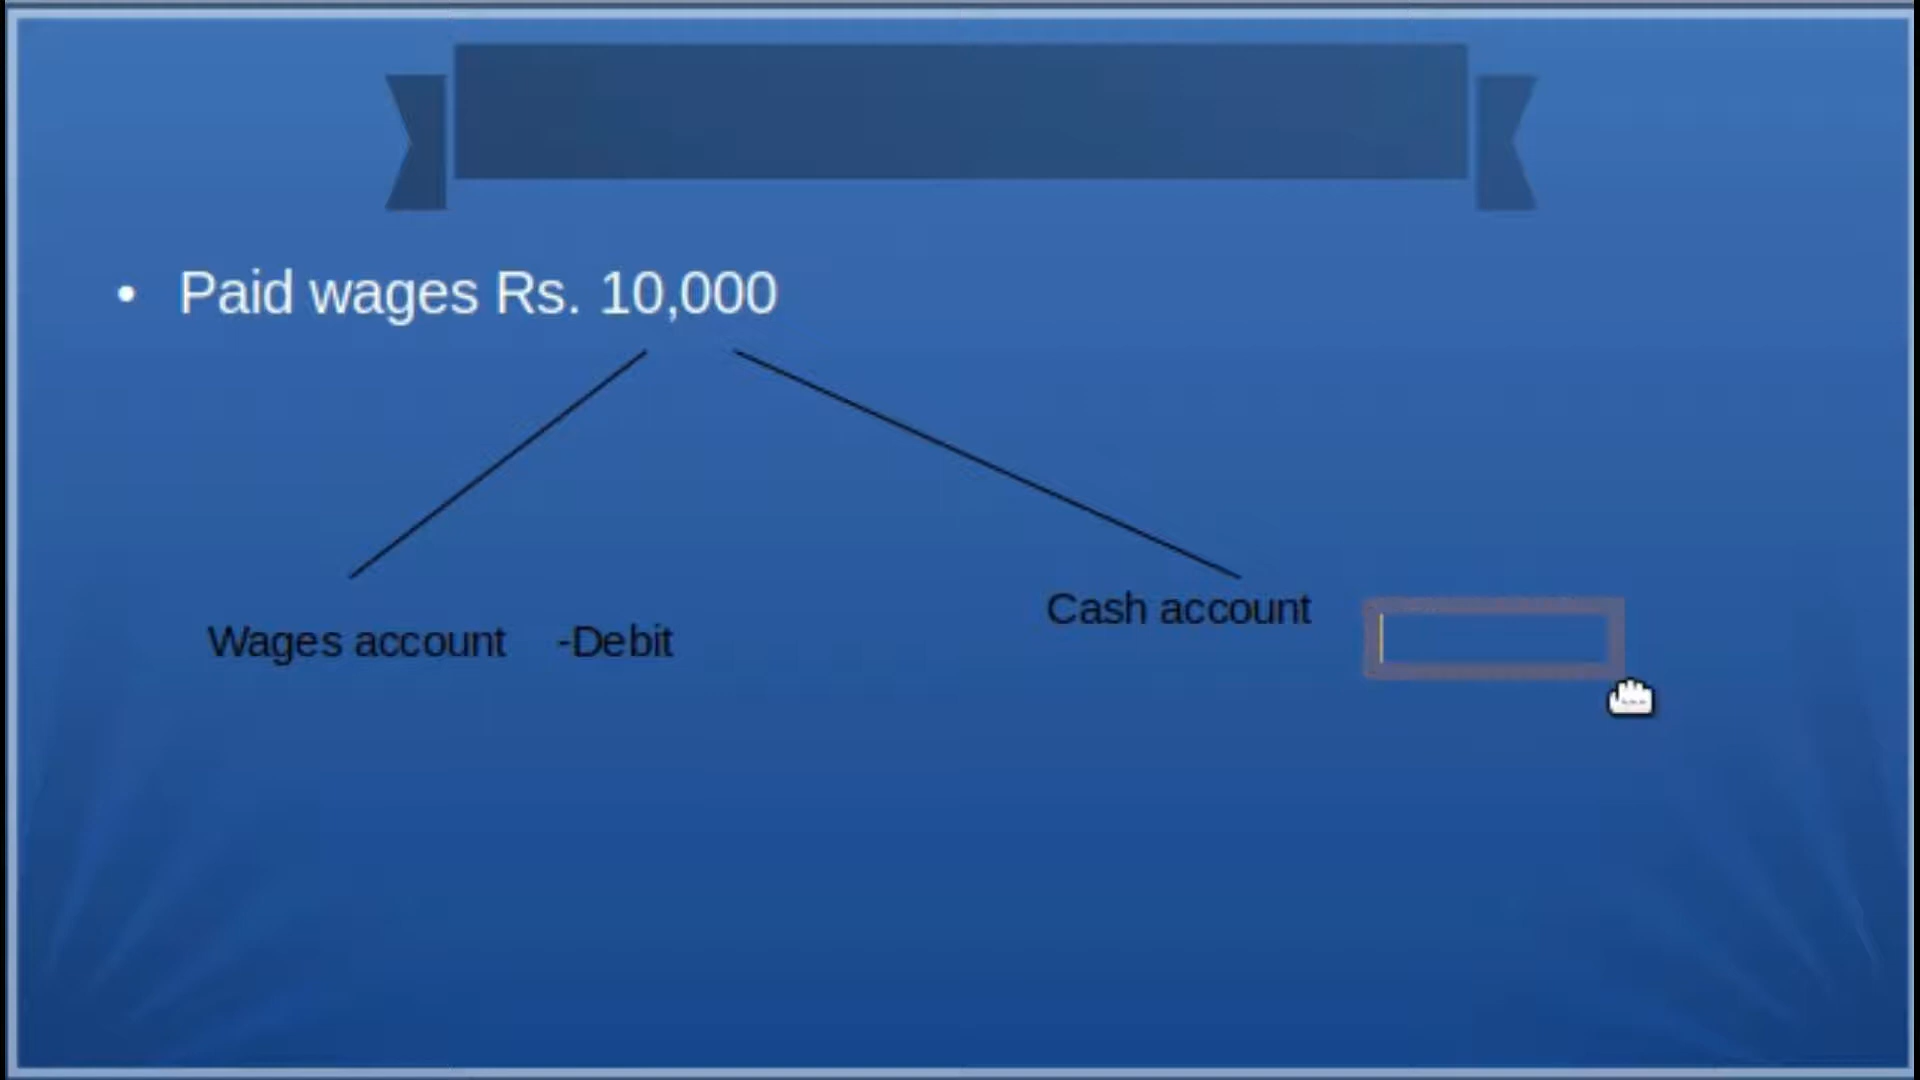 • Paid wages Rs. 10,000
Cash account
Wages account -Debit